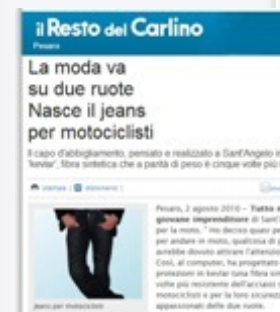 il Resto del Carlino
Pesaro
La moda va
su due ruote
Nasce il jeans
per motociclisti
Il capo d'abbigliamento, pensato e realizzato a Sant'Angelo in
'kevlar', fibra sintetica che a parità di peso è cinque volte più
stampa |
Pesaro, 2 agosto 2010 - Tutto è
giovane imprenditore di Sant'
per la moto. " Ho deciso quasi per
per andare in moto, qualcosa di
avrebbe dovuto attirare l'attenzione
Così, al computer, ha progettato
protezioni in kevlar (una fibra sin
volte più resistente dell'acciaio)
motociclisti e per la loro sicurezza
appassionati delle due ruote.
Jeans per motociclisti